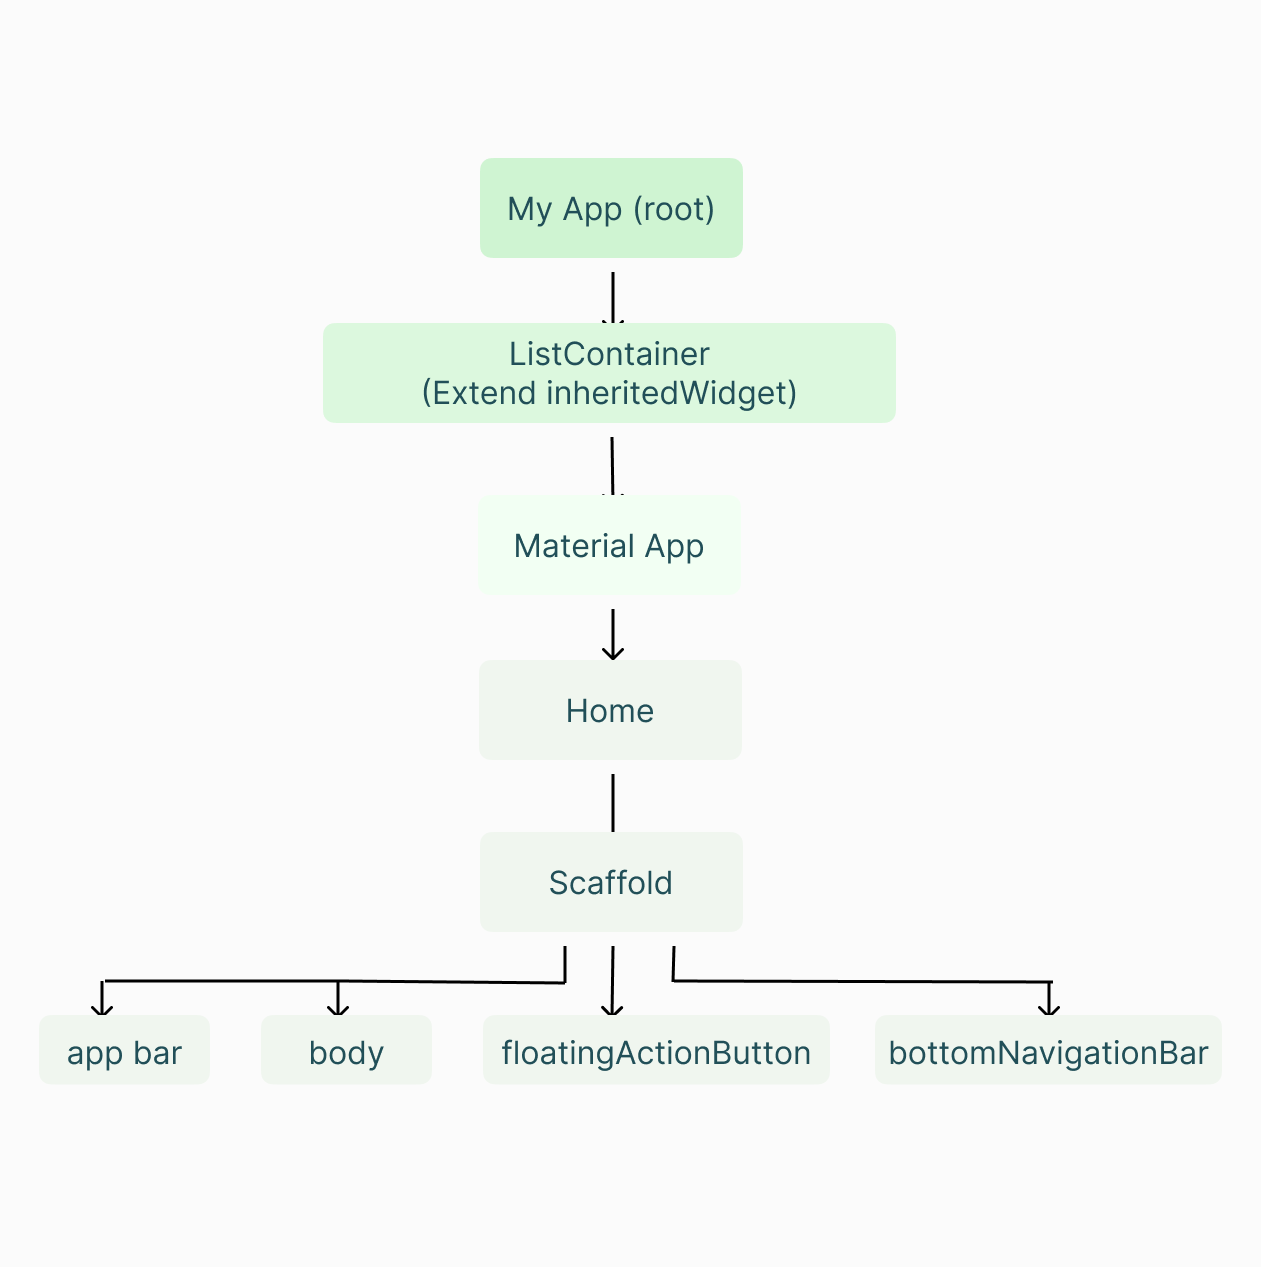 My App (root)
ListContainer
(Extend inheritedWidget)
Material App
Home
Scaffold
app bar
body
floatingActionButton
bottomNavigationBar